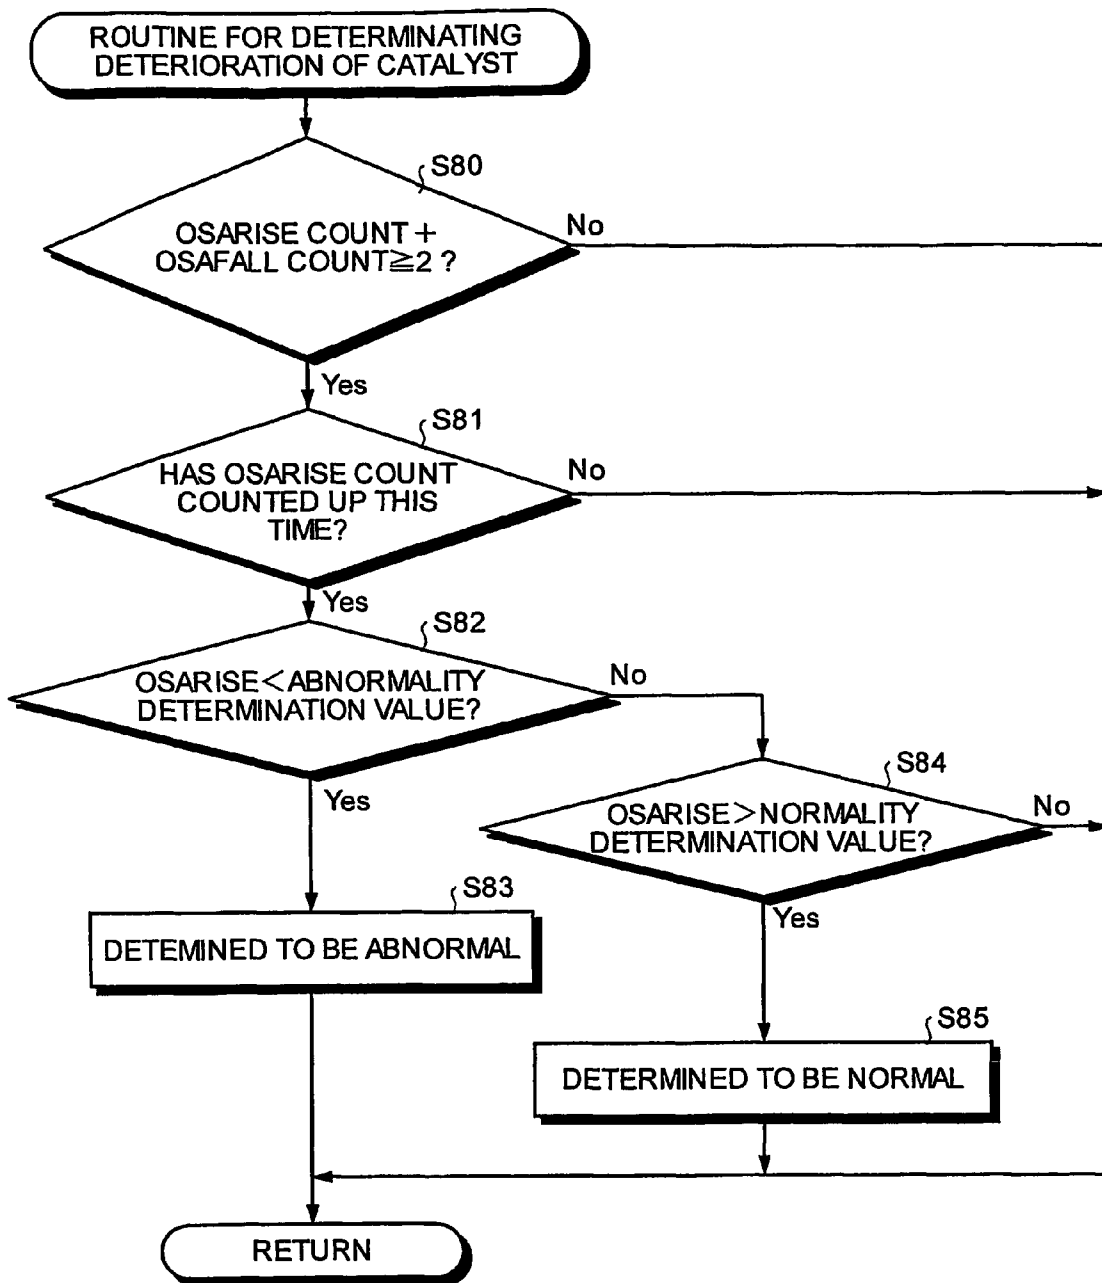 ROUTINE FOR DETERMINATING
DETERIORATION OF CATALYST
S80
OSARISE COUNT +
OSAFALL COUNT≧2 ?
No
Yes
S81
HAS OSARISE COUNT
COUNTED UP THIS
TIME?
No
Yes
S82
OSARISE<ABNORMALITY
DETERMINATION VALUE?
No
Yes
S84
OSARISE>NORMALITY
DETERMINATION VALUE?
No
Yes
S83
DETEMINED TO BE ABNORMAL
S85
DETERMINED TO BE NORMAL
RETURN